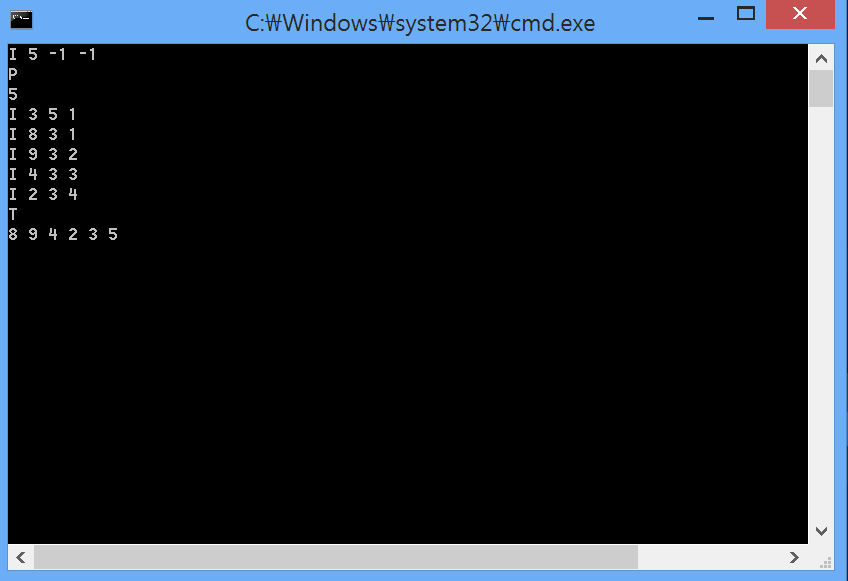 C:₩Windows₩system32₩cmd.exe
I 5 -1 -1
P
5
I 3 5 1
I 8 3 1
I 9 3 2
I 4 3 3
I 2 3 4
T
8 9 4 2 3 5